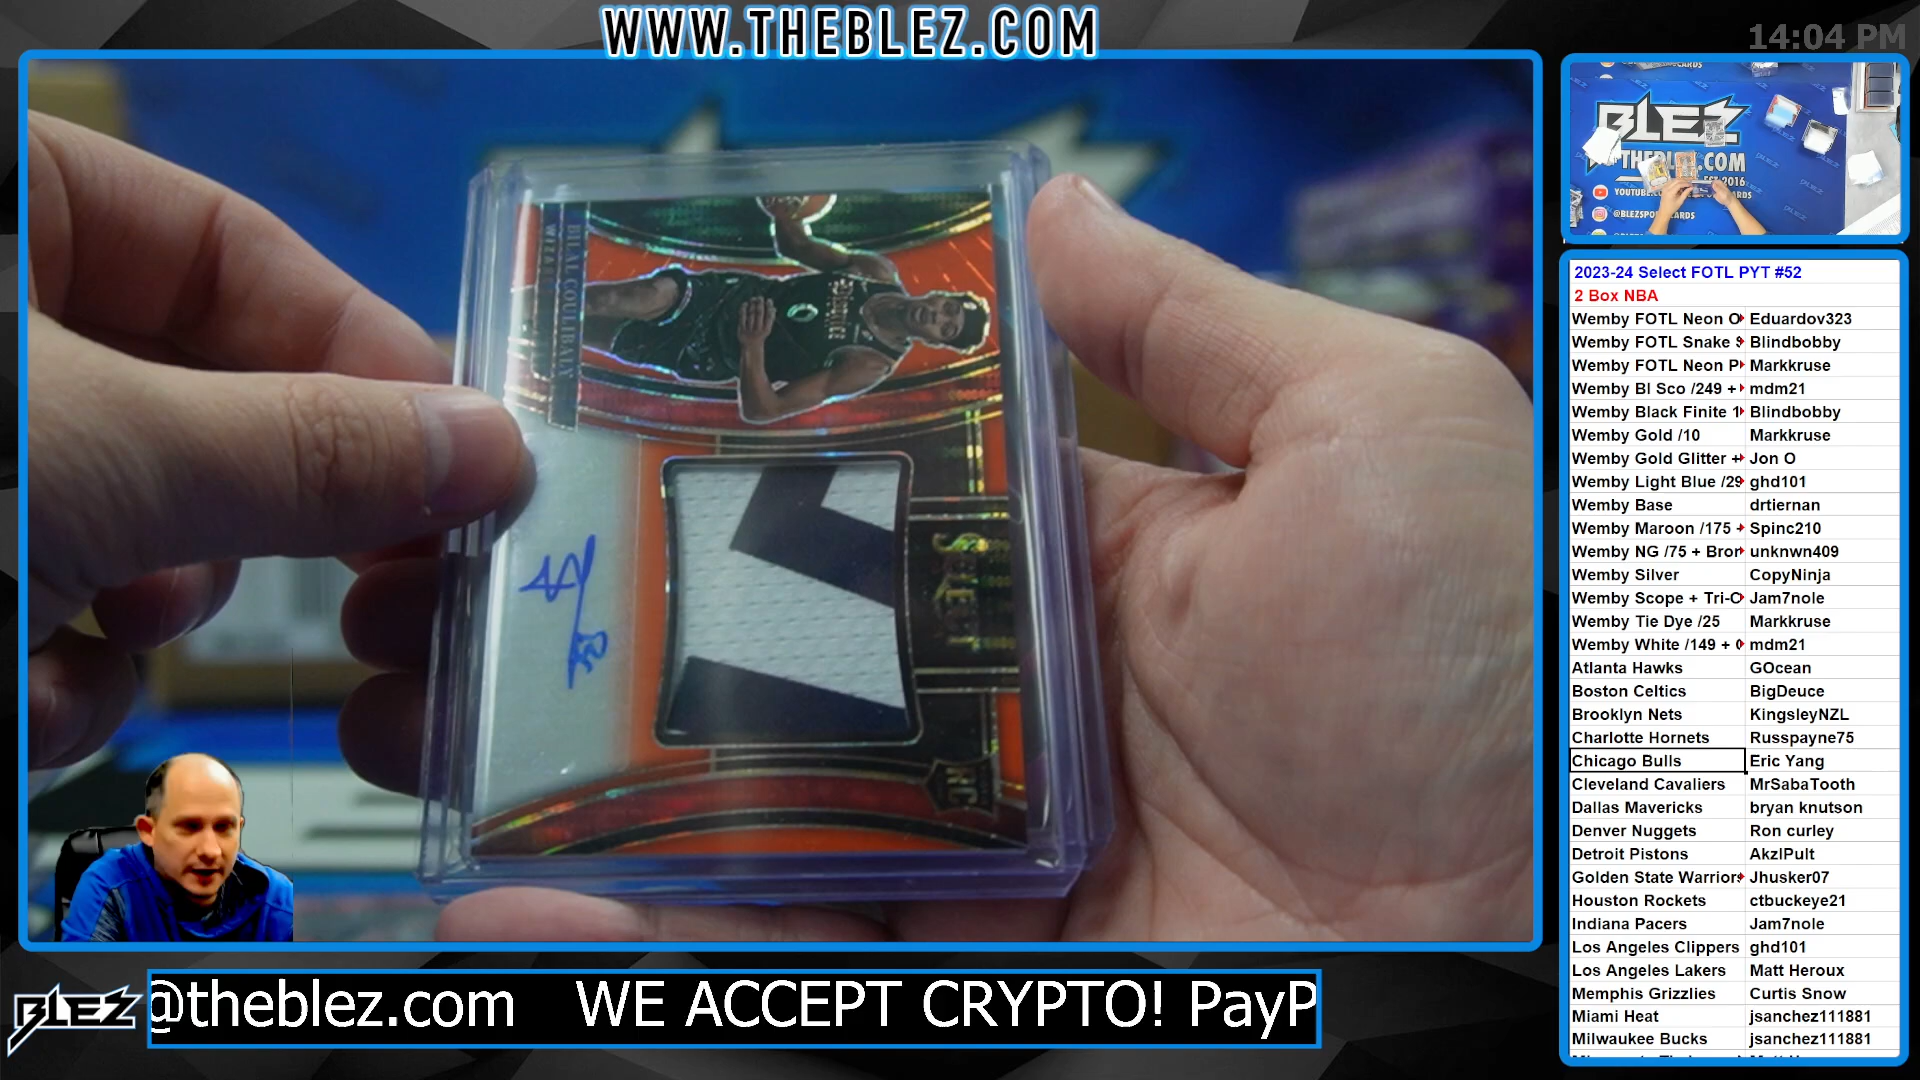 WWW.THEBLEZ.COM
14:04 PM
BLEZ
THEBLEZ.COM
BILAL COULIBALY
SELECT
RC
2023-24 Select FOTL PYT #52
2 Box NBA
Wemby FOTL Neon O Eduardov323
Wemby FOTL Snake S Blindbobby
Wemby FOTL Neon P Markkruse
Wemby Bl Sco /249 + mdm21
Wemby Black Finite 1 Blindbobby
Wemby Gold /10 Markkruse
Wemby Gold Glitter + Jon O
Wemby Light Blue /29 ghd101
Wemby Base drtiernan
Wemby Maroon /175 + Spinc210
Wemby NG /75 + Bron unknwn409
Wemby Silver CopyNinja
Wemby Scope + Tri-C Jam7nole
Wemby Tie Dye /25 Markkruse
Wemby White /149 + mdm21
Atlanta Hawks GOcean
Boston Celtics BigDeuce
Brooklyn Nets KingsleyNZL
Charlotte Hornets Russpayne75
Chicago Bulls Eric Yang
Cleveland Cavaliers MrSabaTooth
Dallas Mavericks bryan knutson
Denver Nuggets Ron curley
Detroit Pistons AkzlPult
Golden State Warriors Jhusker07
Houston Rockets ctbuckeye21
Indiana Pacers Jam7nole
Los Angeles Clippers ghd101
Los Angeles Lakers Matt Heroux
Memphis Grizzlies Curtis Snow
Miami Heat jsanchez111881
Milwaukee Bucks jsanchez111881
BLEZ
@theblez.com WE ACCEPT CRYPTO! PayP